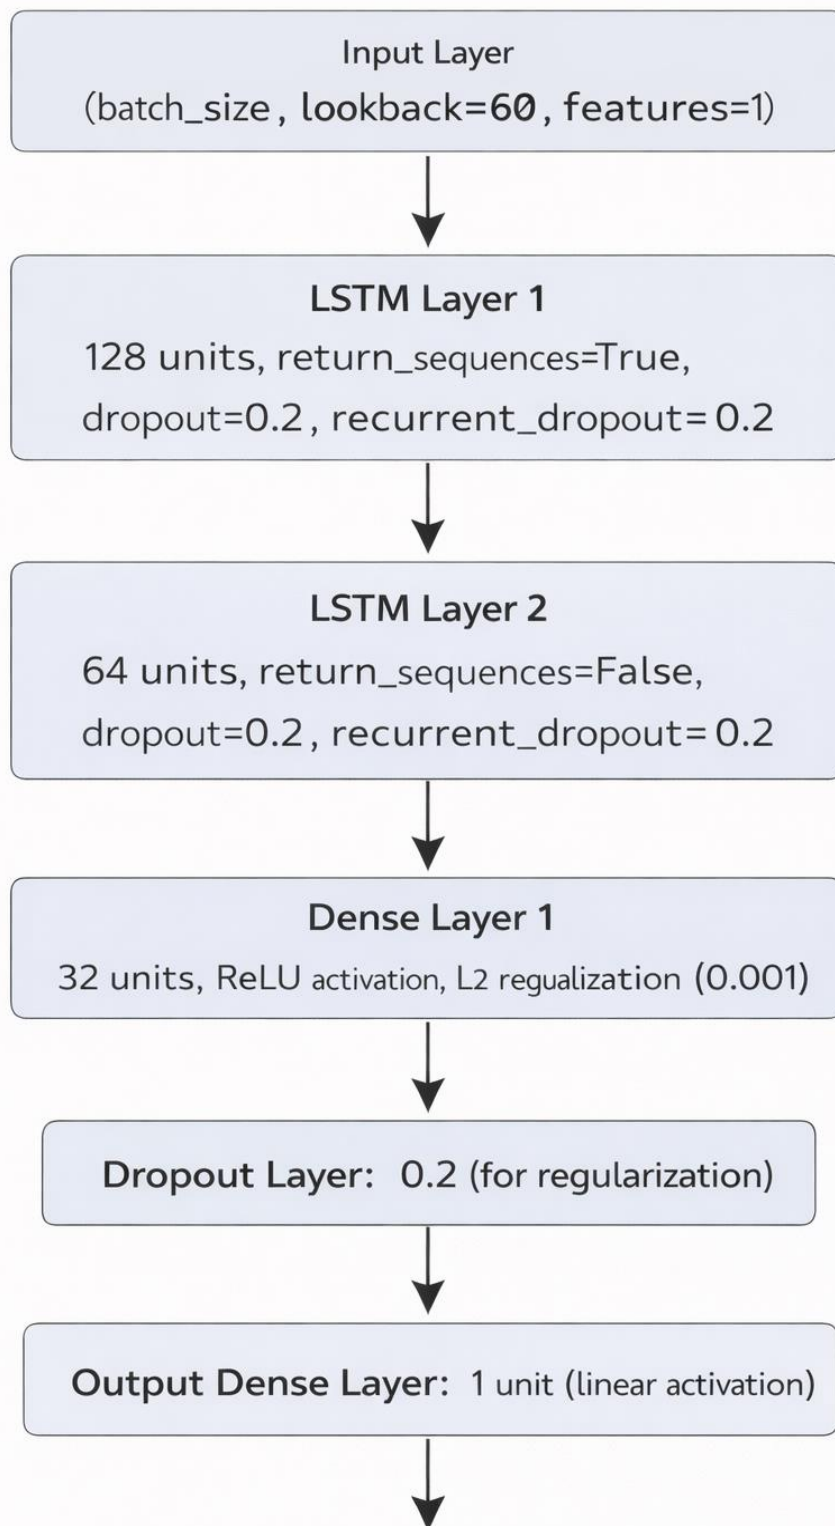 Input Layer
(batch_size, lookback=60, features=1)
LSTM Layer 1
128 units, return_sequences=True,
dropout=0.2, recurrent_dropout= 0.2
LSTM Layer 2
64 units, return_sequences=False,
dropout=0.2, recurrent_dropout= 0.2
Dense Layer 1
32 units, ReLU activation, L2 regualization (0.001)
Dropout Layer: 0.2 (for regularization)
Output Dense Layer: 1 unit (linear activation)